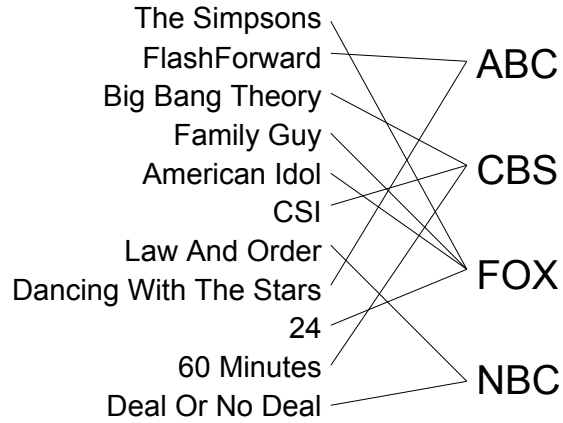 The Simpsons
FlashForward
Big Bang Theory
Family Guy
American Idol
CSI
Law And Order
Dancing With The Stars
24
60 Minutes
Deal Or No Deal
ABC
CBS
FOX
NBC